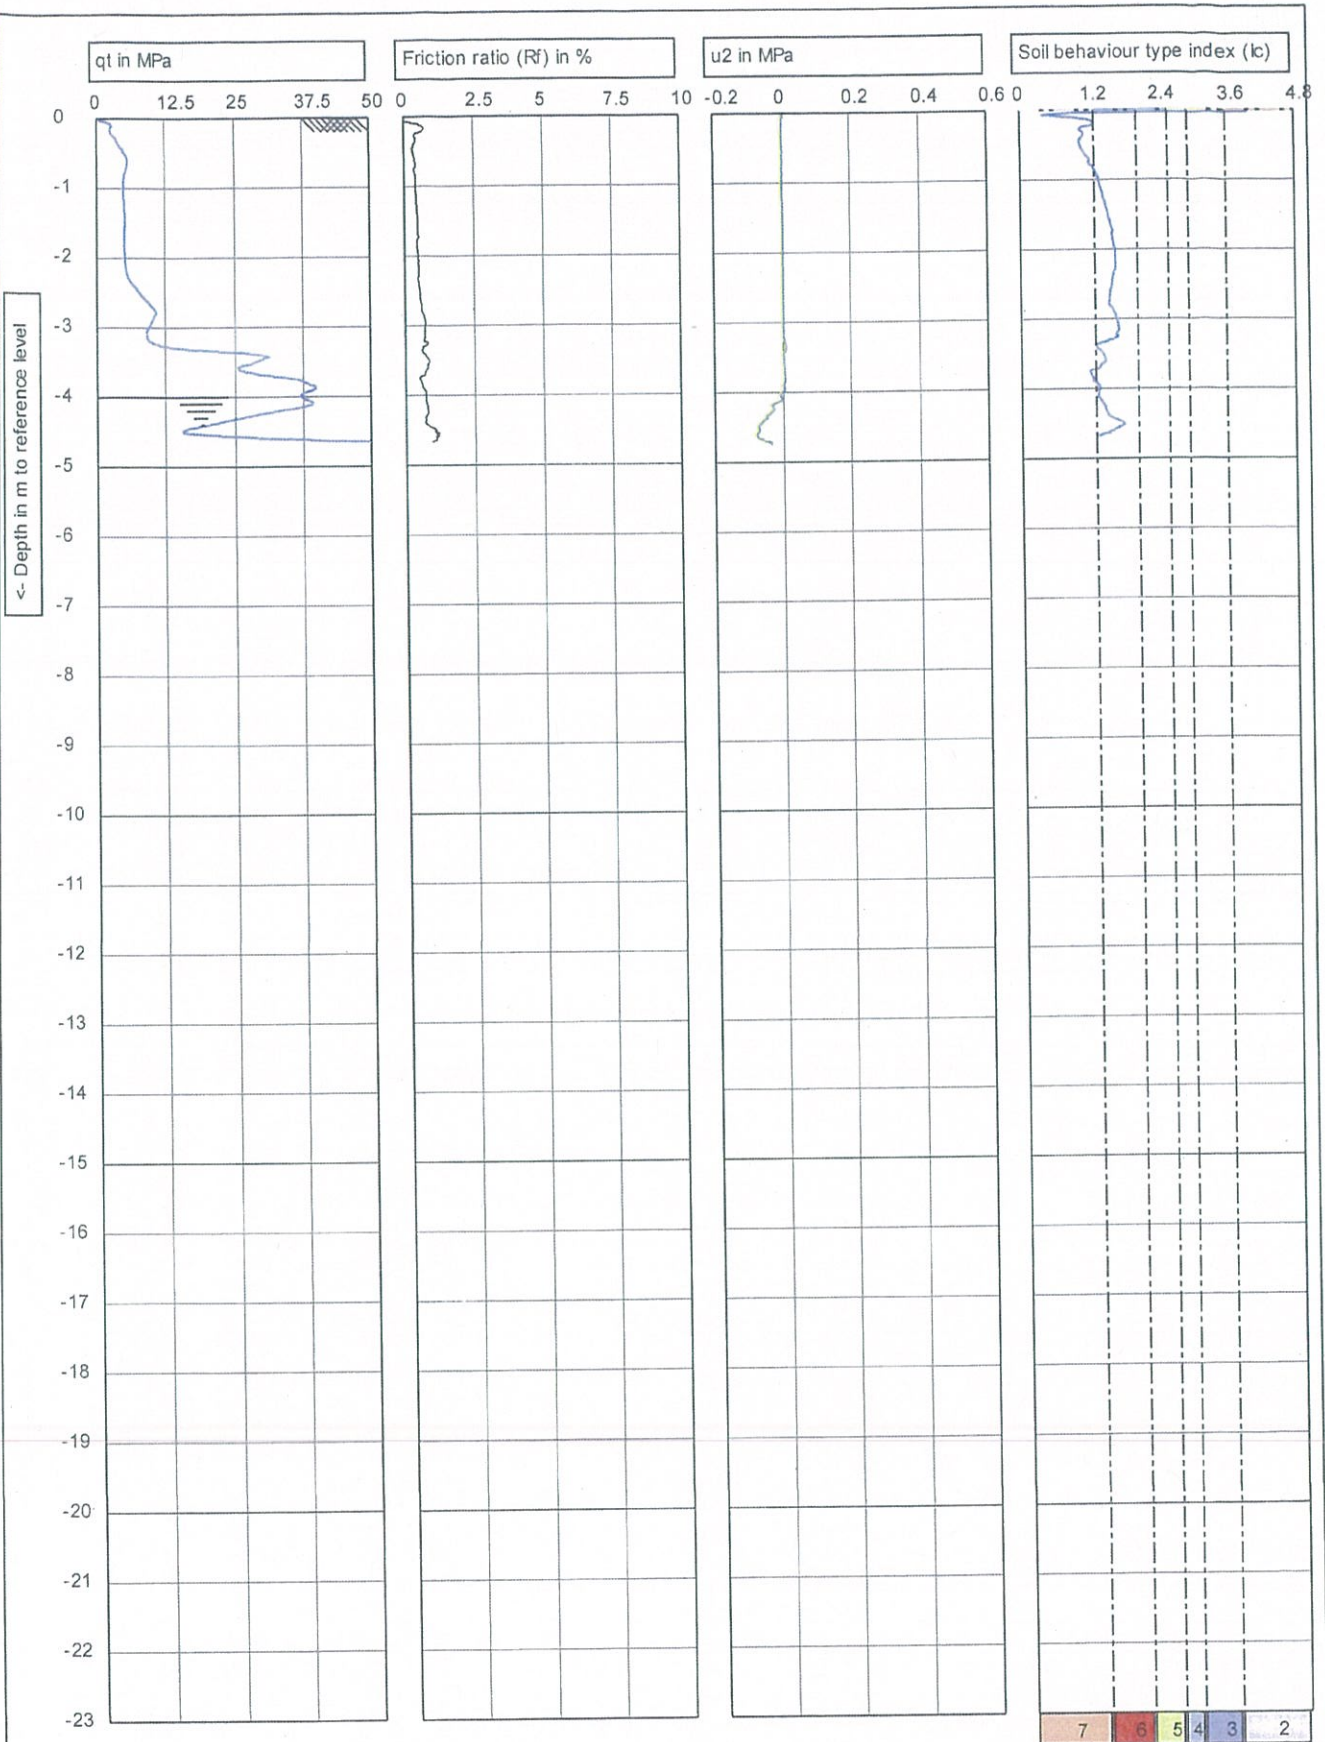 qt in MPa
Friction ratio (Rf) in %
u2 in MPa
Soil behaviour type index (Ic)
0 12.5 25 37.5 50
0 2.5 5 7.5 10
-0.2 0 0.2 0.4 0.6
0 1.2 2.4 3.6 4.8
<- Depth in m to reference level
0
-1
-2
-3
-4
-5
-6
-7
-8
-9
-10
-11
-12
-13
-14
-15
-16
-17
-18
-19
-20
-21
-22
-23
7 6 5 4 3 2